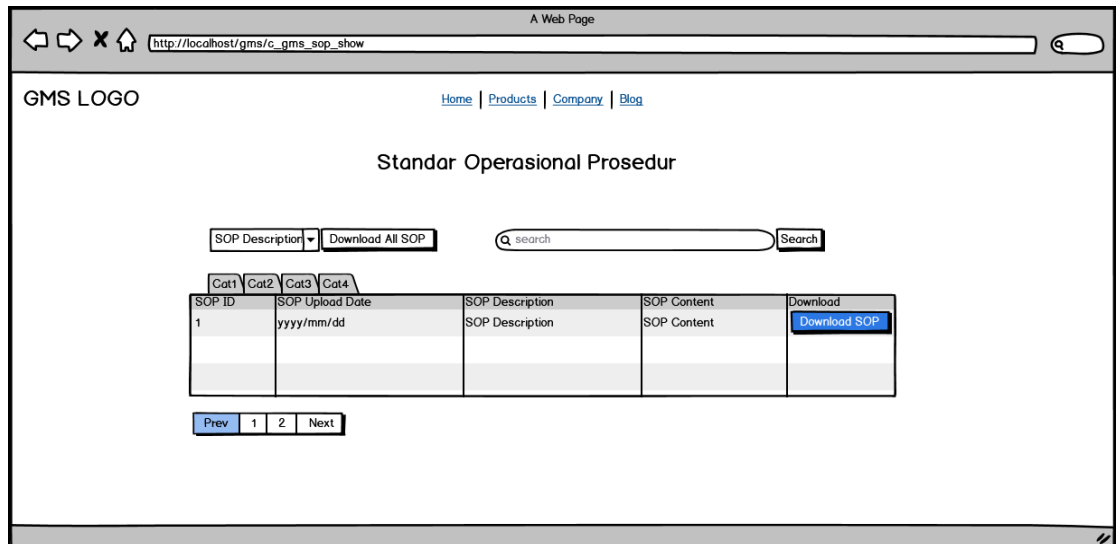 A Web Page
http://localhost/gms/c_gms_sop_show
GMS LOGO
Home | Products | Company | Blog
Standar Operasional Prosedur
SOP Description Download All SOP search Search
Cat1 Cat2 Cat3 Cat4
SOP ID SOP Upload Date SOP Description SOP Content Download
1 yyyy/mm/dd SOP Description SOP Content Download SOP
Prev 1 2 Next